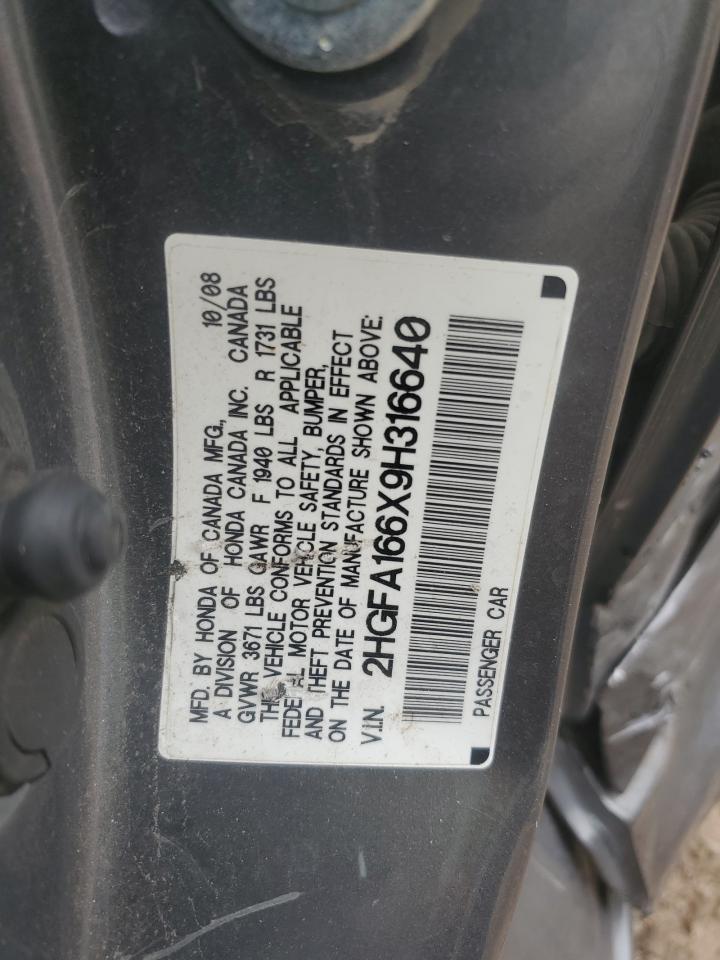 MFD. BY HONDA OF CANADA MFG., 10/08
A DIVISION OF HONDA CANADA INC. CANADA
GVWR 3671 LBS GAWR F 1940 LBS R 1731 LBS
THIS VEHICLE CONFORMS TO ALL APPLICABLE
FEDERAL MOTOR VEHICLE SAFETY, BUMPER,
AND THEFT PREVENTION STANDARDS IN EFFECT
ON THE DATE OF MANUFACTURE SHOWN ABOVE.
V.I.N. 2HGFA166X9H316640
PASSENGER CAR